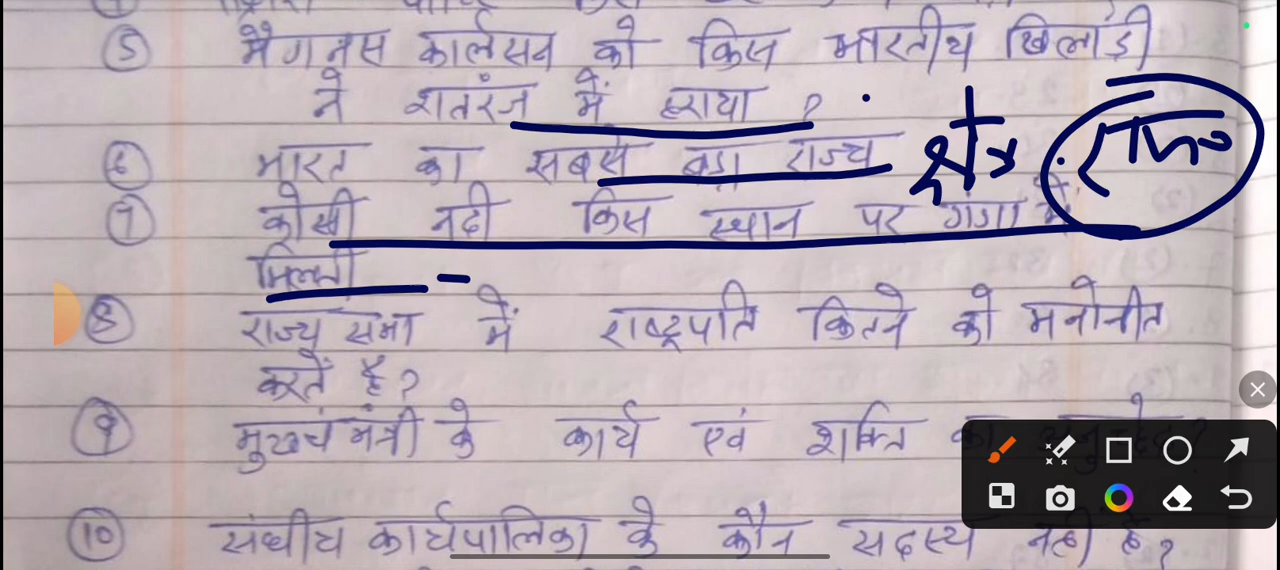 5 मैगनस कार्लसन को किस भारतीय खिलाड़ी
ने शतरंज में हराया ?
6 भारत का सबसे बड़ा राज्य
7 कोसी नदी किस स्थान पर गंगा में
मिलती
8 राज्य सभा में राष्ट्रपति कितने को मनोनीत
करतें है?
9 मुख्य मंत्री के कार्य एवं शक्ति का
10 संघीय कार्यपालिका के कौन सदस्य नहीं है?